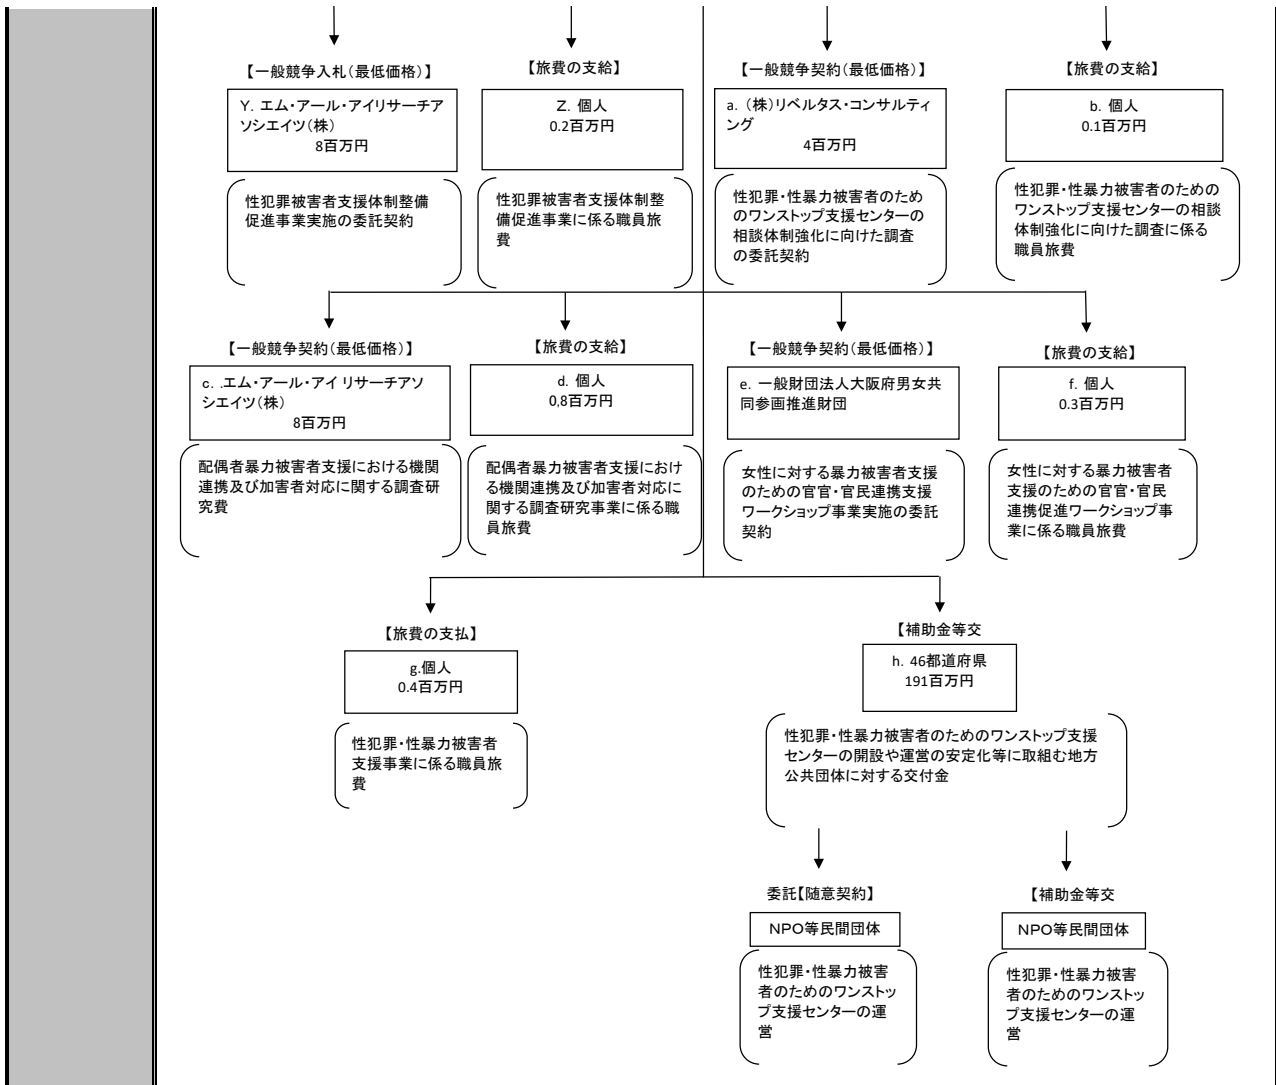 【一般競争入札(最低価格)】
Y. エム・アール・アイリサーチア
ソシエイツ(株)
8百万円
性犯罪被害者支援体制整備
促進事業実施の委託契約
【旅費の支給】
Z. 個人
0.2百万円
性犯罪被害者支援体制整
備促進事業に係る職員旅
費
【一般競争契約(最低価格)】
a. (株)リベルタス・コンサルティ
ング
4百万円
性犯罪・性暴力被害者のため
のワンストップ支援センターの
相談体制強化に向けた調査
の委託契約
【旅費の支給】
b. 個人
0.1百万円
性犯罪・性暴力被害者のための
ワンストップ支援センターの相談
体制強化に向けた調査に係る
職員旅費
【一般競争契約(最低価格)】
c. .エム・アール・アイ リサーチアソ
シエイツ(株)
8百万円
配偶者暴力被害者支援における機関
連携及び加害者対応に関する調査研
究費
【旅費の支給】
d. 個人
0,8百万円
配偶者暴力被害者支援におけ
る機関連携及び加害者対応に
関する調査研究事業に係る職
員旅費
【一般競争契約(最低価格)】
e. 一般財団法人大阪府男女共
同参画推進財団
女性に対する暴力被害者支援
のための官官・官民連携支援
ワークショップ事業実施の委託
契約
【旅費の支給】
f. 個人
0.3百万円
女性に対する暴力被害者
支援のための官官・官民
連携促進ワークショップ事
業に係る職員旅費
【旅費の支払】
g.個人
0.4百万円
性犯罪・性暴力被害者
支援事業に係る職員旅
費
【補助金等交
h. 46都道府県
191百万円
性犯罪・性暴力被害者のためのワンストップ支援
センターの開設や運営の安定化等に取組む地方
公共団体に対する交付金
委託【随意契約】
NPO等民間団体
性犯罪・性暴力被害
者のためのワンストッ
プ支援センターの運
営
【補助金等交
NPO等民間団体
性犯罪・性暴力被害
者のためのワンストッ
プ支援センターの運
営